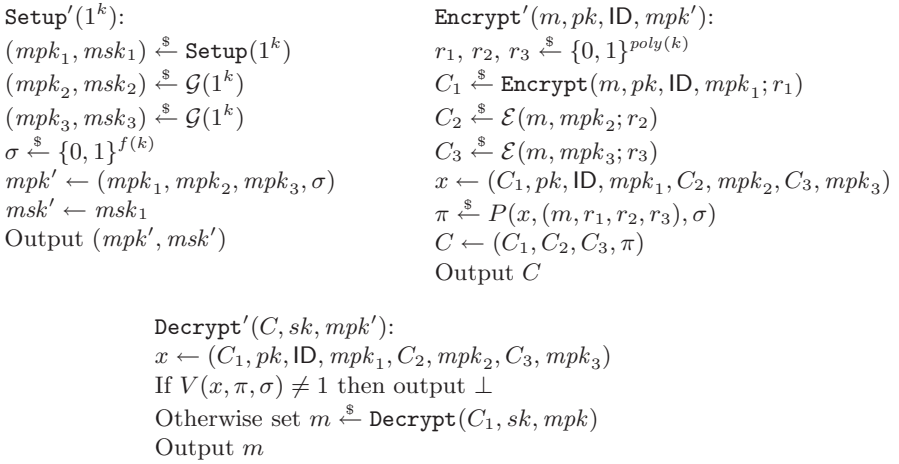 Setup′(1^k):
(mpk_1, msk_1) ←$ Setup(1^k)
(mpk_2, msk_2) ←$ G(1^k)
(mpk_3, msk_3) ←$ G(1^k)
σ ←$ {0, 1}^{f(k)}
mpk′ ← (mpk_1, mpk_2, mpk_3, σ)
msk′ ← msk_1
Output (mpk′, msk′)
Encrypt′(m, pk, ID, mpk′):
r_1, r_2, r_3 ←$ {0, 1}^{poly(k)}
C_1 ←$ Encrypt(m, pk, ID, mpk_1; r_1)
C_2 ←$ E(m, mpk_2; r_2)
C_3 ←$ E(m, mpk_3; r_3)
x ← (C_1, pk, ID, mpk_1, C_2, mpk_2, C_3, mpk_3)
π ←$ P(x, (m, r_1, r_2, r_3), σ)
C ← (C_1, C_2, C_3, π)
Output C
Decrypt′(C, sk, mpk′):
x ← (C_1, pk, ID, mpk_1, C_2, mpk_2, C_3, mpk_3)
If V(x, π, σ) ≠ 1 then output ⊥
Otherwise set m ←$ Decrypt(C_1, sk, mpk)
Output m